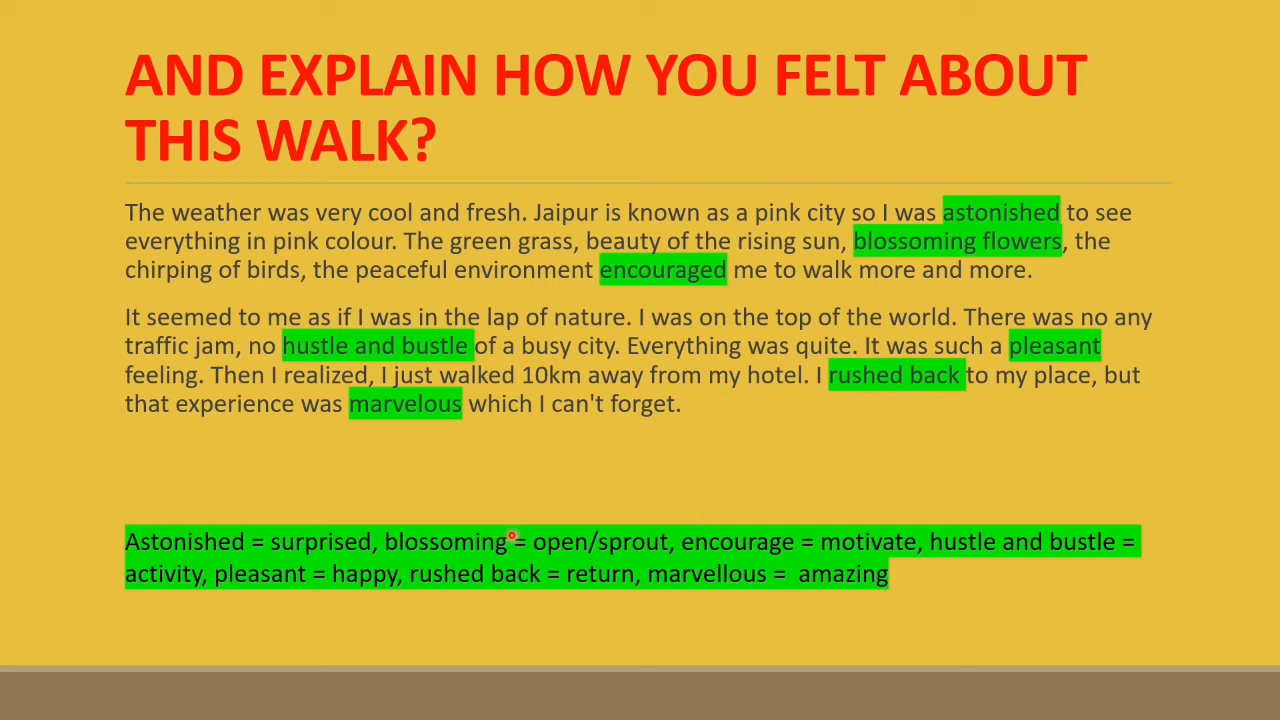 AND EXPLAIN HOW YOU FELT ABOUT
THIS WALK?
The weather was very cool and fresh. Jaipur is known as a pink city so I was astonished to see
everything in pink colour. The green grass, beauty of the rising sun, blossoming flowers, the
chirping of birds, the peaceful environment encouraged me to walk more and more.
It seemed to me as if I was in the lap of nature. I was on the top of the world. There was no any
traffic jam, no hustle and bustle of a busy city. Everything was quite. It was such a pleasant
feeling. Then I realized, I just walked 10km away from my hotel. I rushed back to my place, but
that experience was marvelous which I can't forget.
Astonished = surprised, blossoming = open/sprout, encourage = motivate, hustle and bustle =
activity, pleasant = happy, rushed back = return, marvellous = amazing